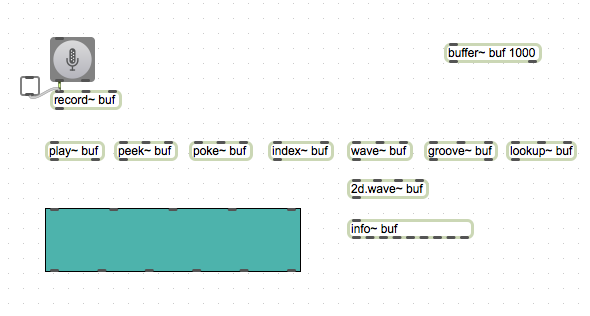 buffer~ buf 1000
record~ buf
play~ buf
peek~ buf
poke~ buf
index~ buf
wave~ buf
groove~ buf
lookup~ buf
2d.wave~ buf
info~ buf